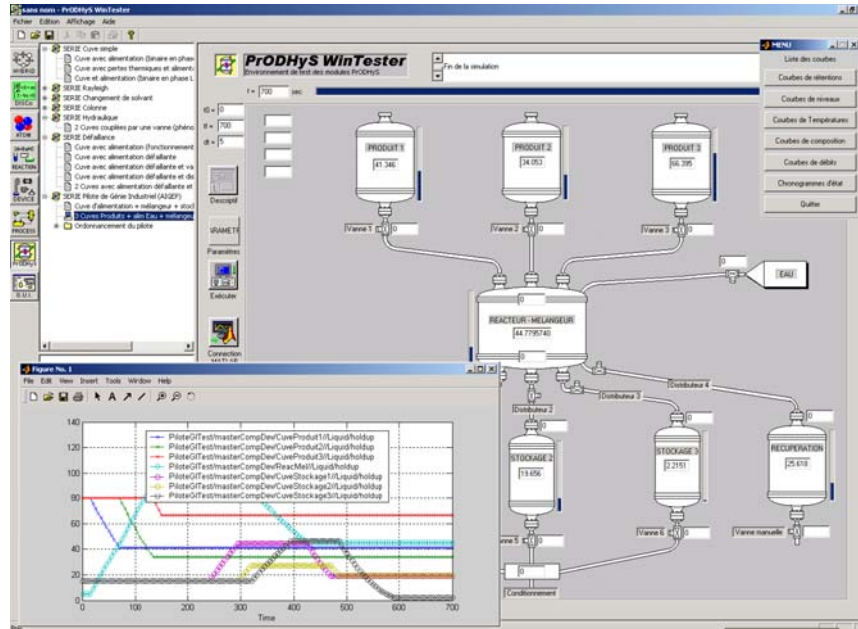 sans nom - PrODHyS WinTester
Fichier Edition Affichage Aide
SERIE Cuve simple
Cuve avec alimentation (binaire en phase
Cuve avec pertes thermiques et aliment
Cuve et alimentation (binaire en phase L
SERIE Rayleigh
SERIE Changement de solvant
SERIE Colonne
SERIE Hydraulique
2 Cuves couplées par une vanne (phéno
SERIE Défaillance
Cuve avec alimentation (fonctionnement
Cuve avec alimentation défaillante
Cuve avec alimentation défaillante et va
Cuve avec alimentation défaillante et dis
2 Cuves avec alimentation défaillante et
SERIE Pilote de Génie Industriel (AIGEP)
Cuve d'alimentation + mélangeur + stock
3 Cuves Produits + alim Eau + mélangeur
Ordonnancement du pilote
HYBRID
DISCo
ATOM
REACTION
DEVICE
PROCESS
ProDHyS
G.U.I.
PrODHyS WinTester
Environnement de test des modules PrODHyS
Fin de la simulation
t = 700 sec
t0 = 0
tf = 700
dt = 5
Descriptif
ARAMETR
Paramètres
Exécuter
Connection
MATLAB
MENU
Liste des courbes
Courbes de rétentions
Courbes de niveaux
Courbes de Températures
Courbes de composition
Courbes de débits
Chronogrammes d'état
Quitter
PRODUIT 1
41.346
PRODUIT 2
34.053
PRODUIT 3
66.395
Vanne 1 0
Vanne 2 0
Vanne 3 0
0
EAU
0
REACTEUR - MELANGEUR
44.7795740
0
Distributeur 2
Distributeur 3
Distributeur 4
0
0
0
STOCKAGE 2
19.656
STOCKAGE 3
2.2151
RECUPERATION
25.618
Vanne 5 0
Vanne 6 0
Vanne manuelle 0
0
Conditionnement
Figure No. 1
File Edit View Insert Tools Window Help
PiloteGITest/masterCompDev/CuveProduit1//Liquid/holdup
PiloteGITest/masterCompDev/CuveProduit2//Liquid/holdup
PiloteGITest/masterCompDev/CuveProduit3//Liquid/holdup
PiloteGITest/masterCompDev/ReacMel//Liquid/holdup
PiloteGITest/masterCompDev/CuveStockage1//Liquid/holdup
PiloteGITest/masterCompDev/CuveStockage2//Liquid/holdup
PiloteGITest/masterCompDev/CuveStockage3//Liquid/holdup
140
120
100
80
60
40
20
0
0 100 200 300 400 500 600 700
Time